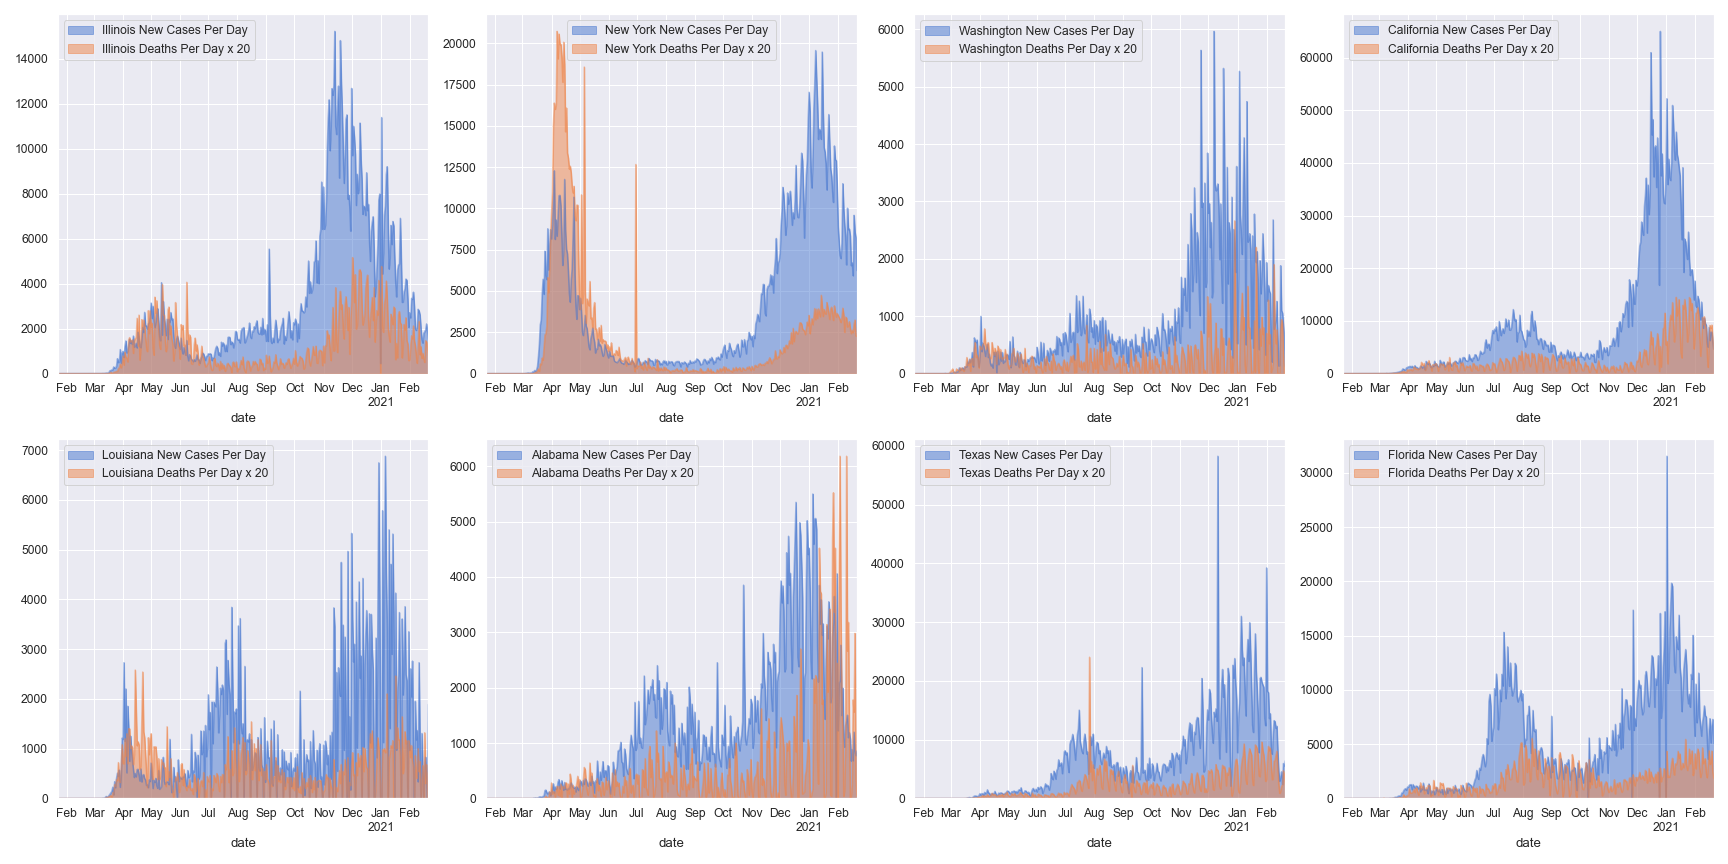 Illinois New Cases Per Day
Illinois Deaths Per Day x 20
14000
12000
10000
8000
6000
4000
2000
0
Feb Mar Apr May Jun Jul Aug Sep Oct Nov Dec Jan Feb
2021
date
New York New Cases Per Day
New York Deaths Per Day x 20
20000
17500
15000
12500
10000
7500
5000
2500
0
Feb Mar Apr May Jun Jul Aug Sep Oct Nov Dec Jan Feb
2021
date
Washington New Cases Per Day
Washington Deaths Per Day x 20
6000
5000
4000
3000
2000
1000
0
Feb Mar Apr May Jun Jul Aug Sep Oct Nov Dec Jan Feb
2021
date
California New Cases Per Day
California Deaths Per Day x 20
60000
50000
40000
30000
20000
10000
0
Feb Mar Apr May Jun Jul Aug Sep Oct Nov Dec Jan Feb
2021
date
Louisiana New Cases Per Day
Louisiana Deaths Per Day x 20
7000
6000
5000
4000
3000
2000
1000
0
Feb Mar Apr May Jun Jul Aug Sep Oct Nov Dec Jan Feb
2021
date
Alabama New Cases Per Day
Alabama Deaths Per Day x 20
6000
5000
4000
3000
2000
1000
0
Feb Mar Apr May Jun Jul Aug Sep Oct Nov Dec Jan Feb
2021
date
Texas New Cases Per Day
Texas Deaths Per Day x 20
60000
50000
40000
30000
20000
10000
0
Feb Mar Apr May Jun Jul Aug Sep Oct Nov Dec Jan Feb
2021
date
Florida New Cases Per Day
Florida Deaths Per Day x 20
30000
25000
20000
15000
10000
5000
0
Feb Mar Apr May Jun Jul Aug Sep Oct Nov Dec Jan Feb
2021
date